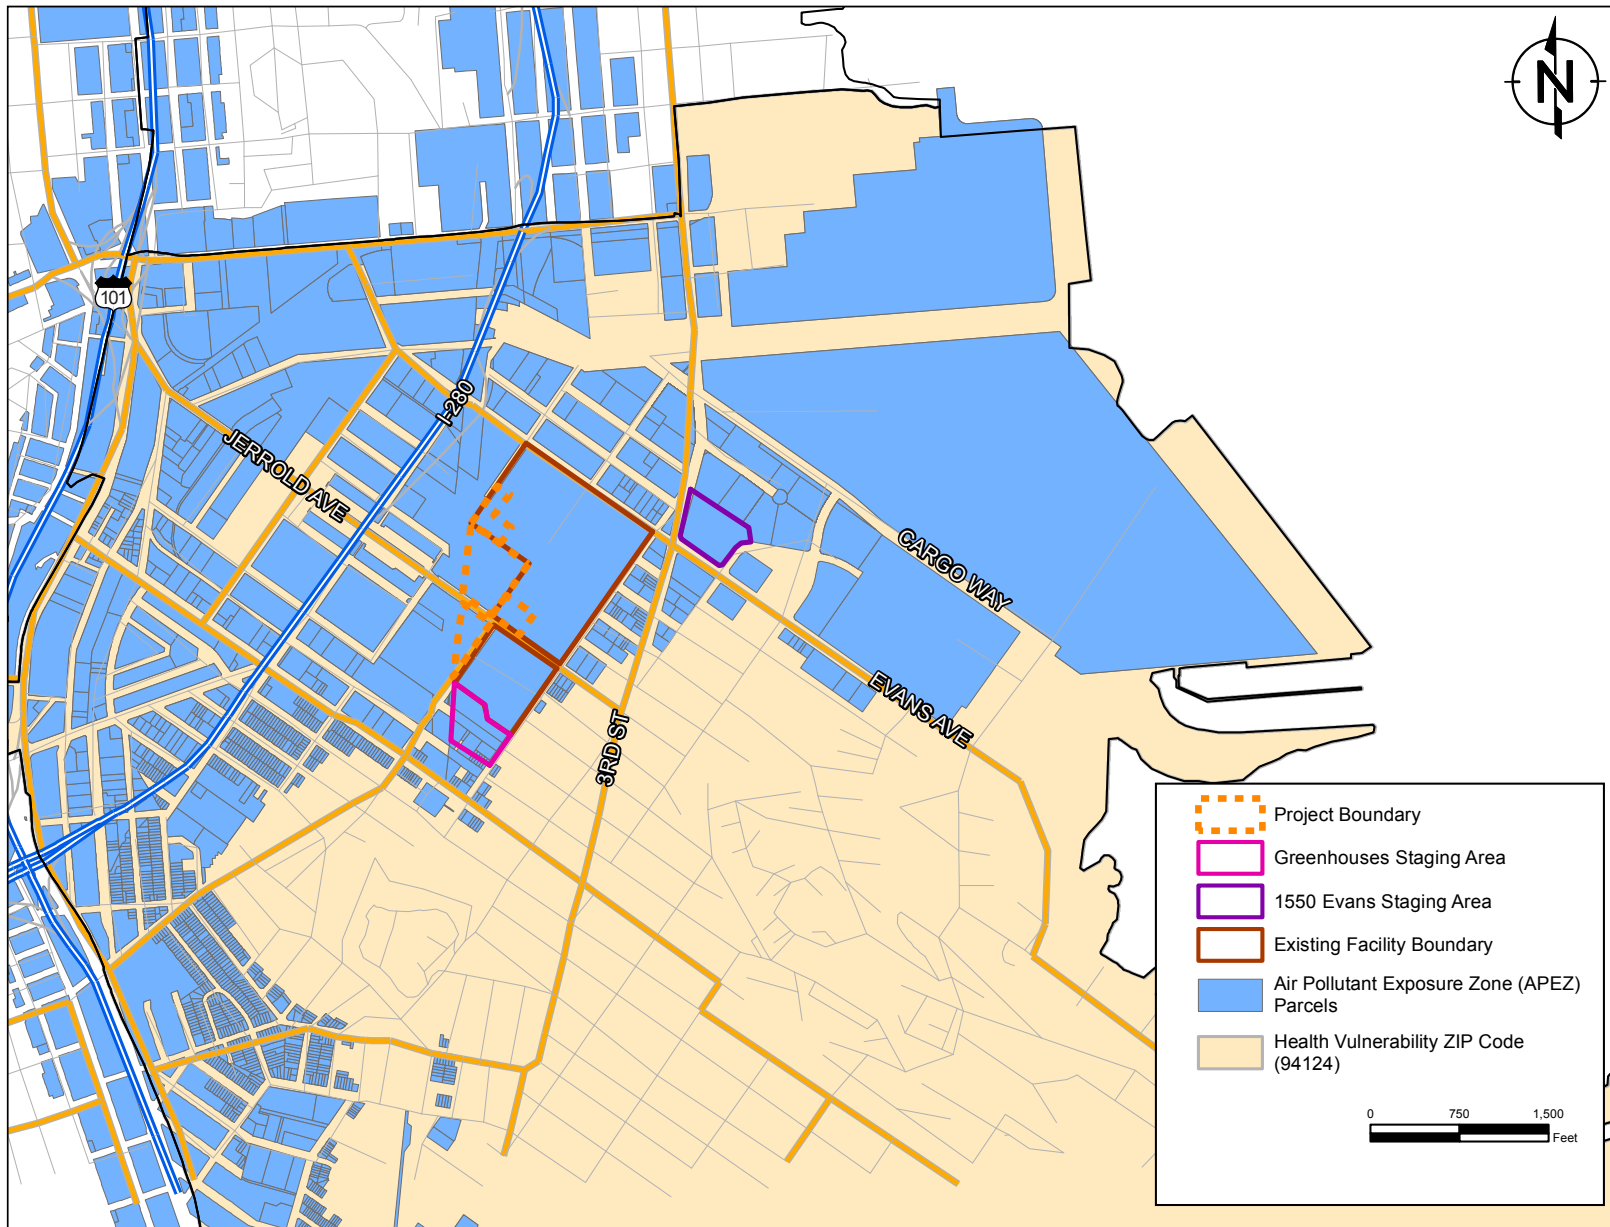 N
101
I-280
JERROLD AVE
CARGO WAY
EVANS AVE
3RD ST
Project Boundary
Greenhouses Staging Area
1550 Evans Staging Area
Existing Facility Boundary
Air Pollutant Exposure Zone (APEZ)
Parcels
Health Vulnerability ZIP Code
(94124)
0 750 1,500
Feet